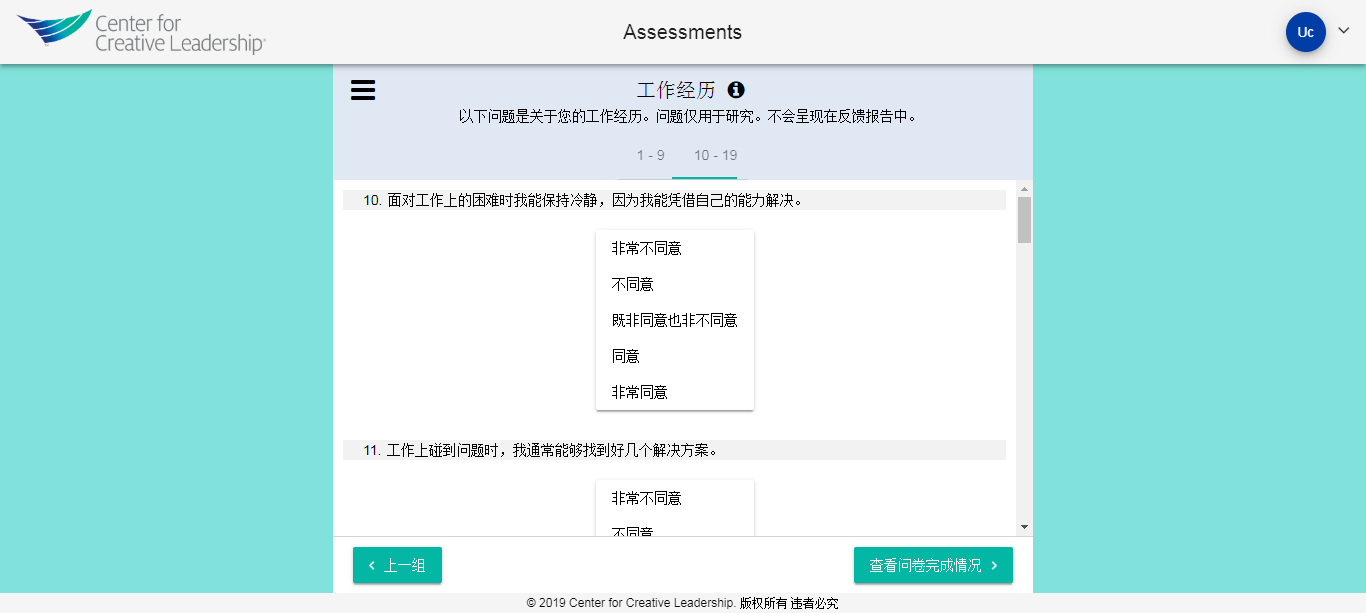 Center for
Creative Leadership
Assessments
Uc
工作经历
以下问题是关于您的工作经历。问题仅用于研究。不会呈现在反馈报告中。
1 - 9 10 - 19
10. 面对工作上的困难时我能保持冷静，因为我能凭借自己的能力解决。
非常不同意
不同意
既非同意也非不同意
同意
非常同意
11. 工作上碰到问题时，我通常能够找到好几个解决方案。
非常不同意
不同意
上一组 查看问卷完成情况
© 2019 Center for Creative Leadership. 版权所有 违者必究